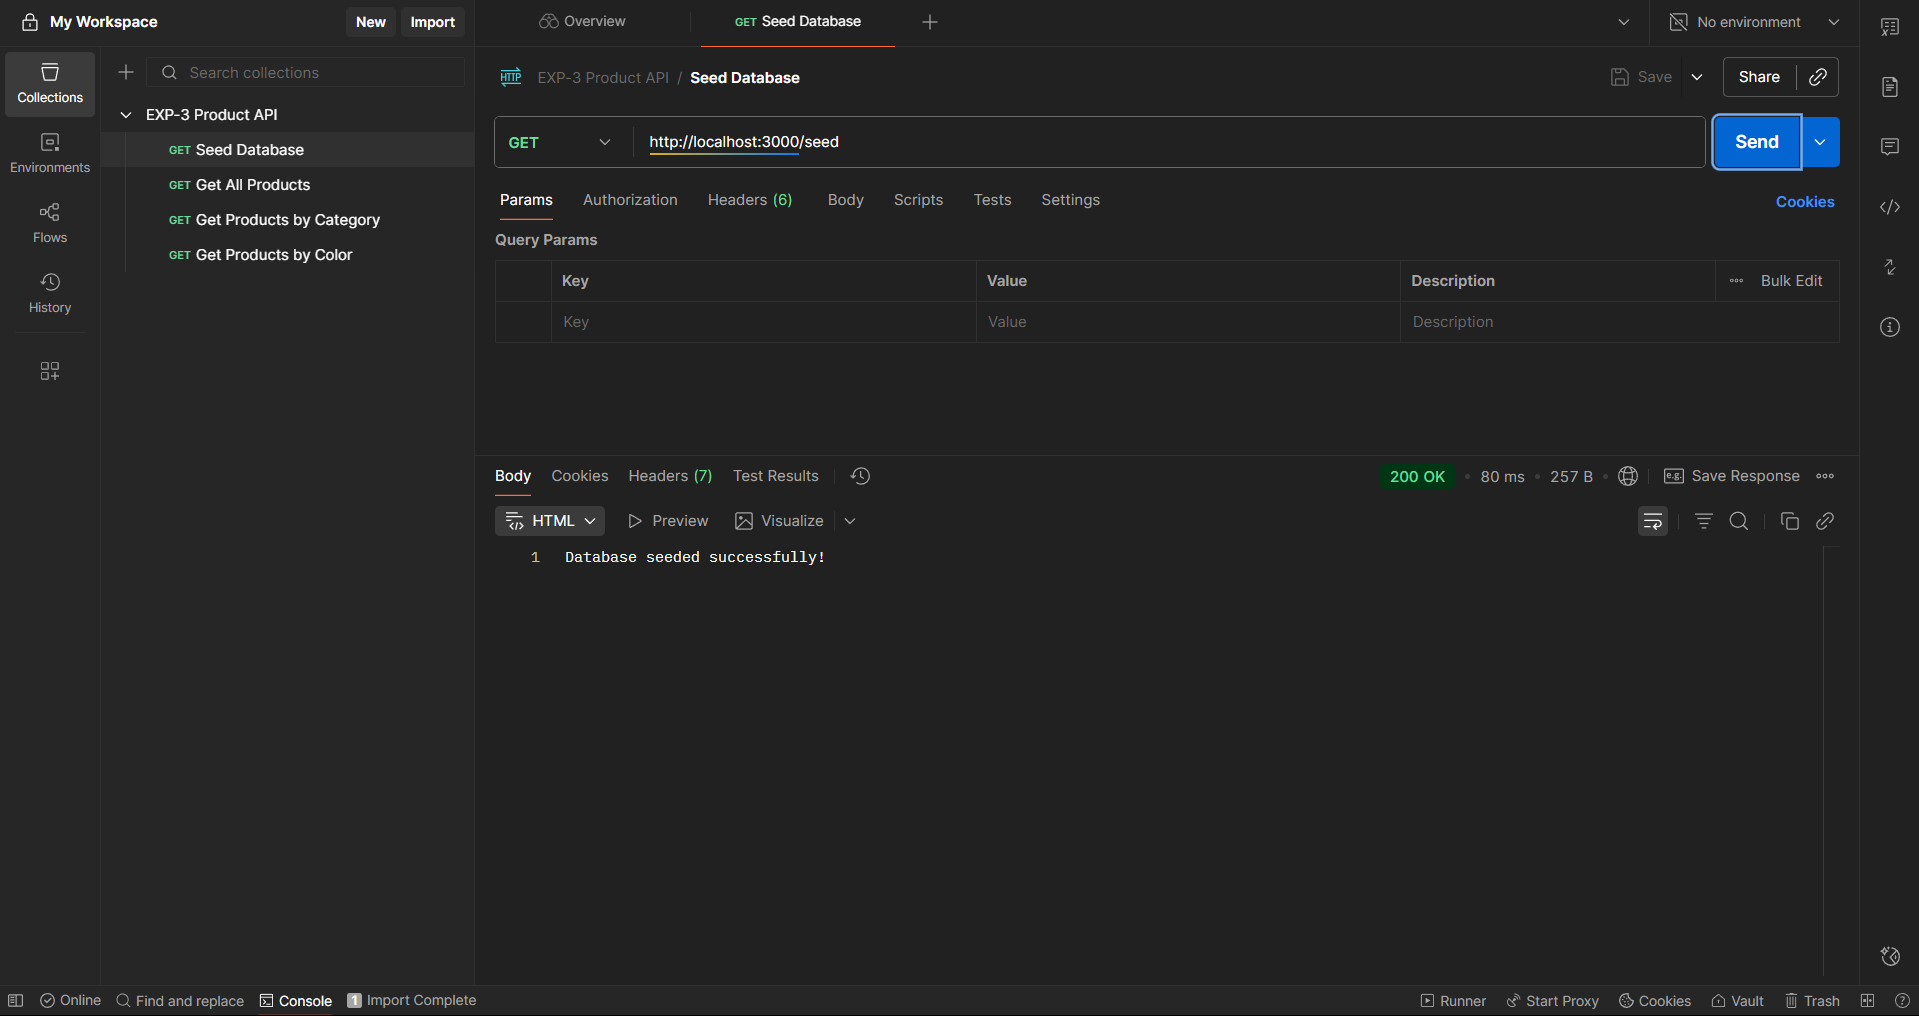 My Workspace
New
Import
Overview
GET Seed Database
No environment
Collections
Environments
Flows
History
Search collections
EXP-3 Product API
GET Seed Database
GET Get All Products
GET Get Products by Category
GET Get Products by Color
HTTP EXP-3 Product API / Seed Database
Save
Share
GET
http://localhost:3000/seed
Send
Params Authorization Headers (6) Body Scripts Tests Settings
Cookies
Query Params
Key Value Description Bulk Edit
Key Value Description
Body Cookies Headers (7) Test Results
200 OK • 80 ms • 257 B
e.g. Save Response
HTML Preview Visualize
1 Database seeded successfully!
Online Find and replace Console 1 Import Complete
Runner Start Proxy Cookies Vault Trash